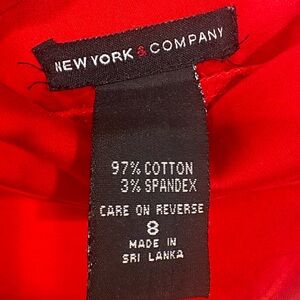 NEW YORK & COMPANY
97% COTTON
3% SPANDEX
CARE ON REVERSE
8
MADE IN
SRI LANKA